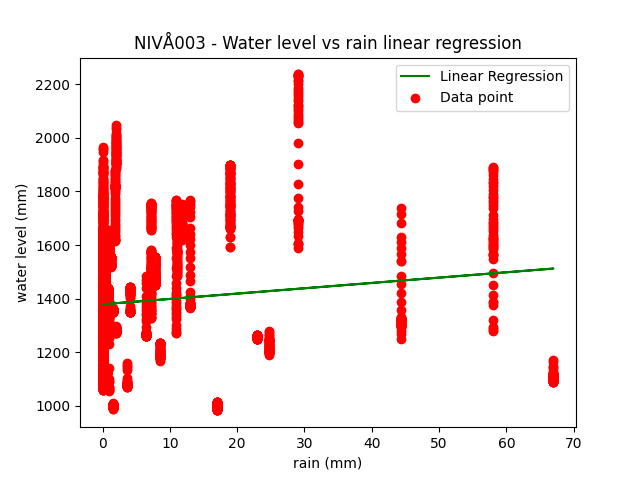 NIVÅ003 - Water level vs rain linear regression
Linear Regression
Data point
water level (mm)
2200
2000
1800
1600
1400
1200
1000
0 10 20 30 40 50 60 70
rain (mm)